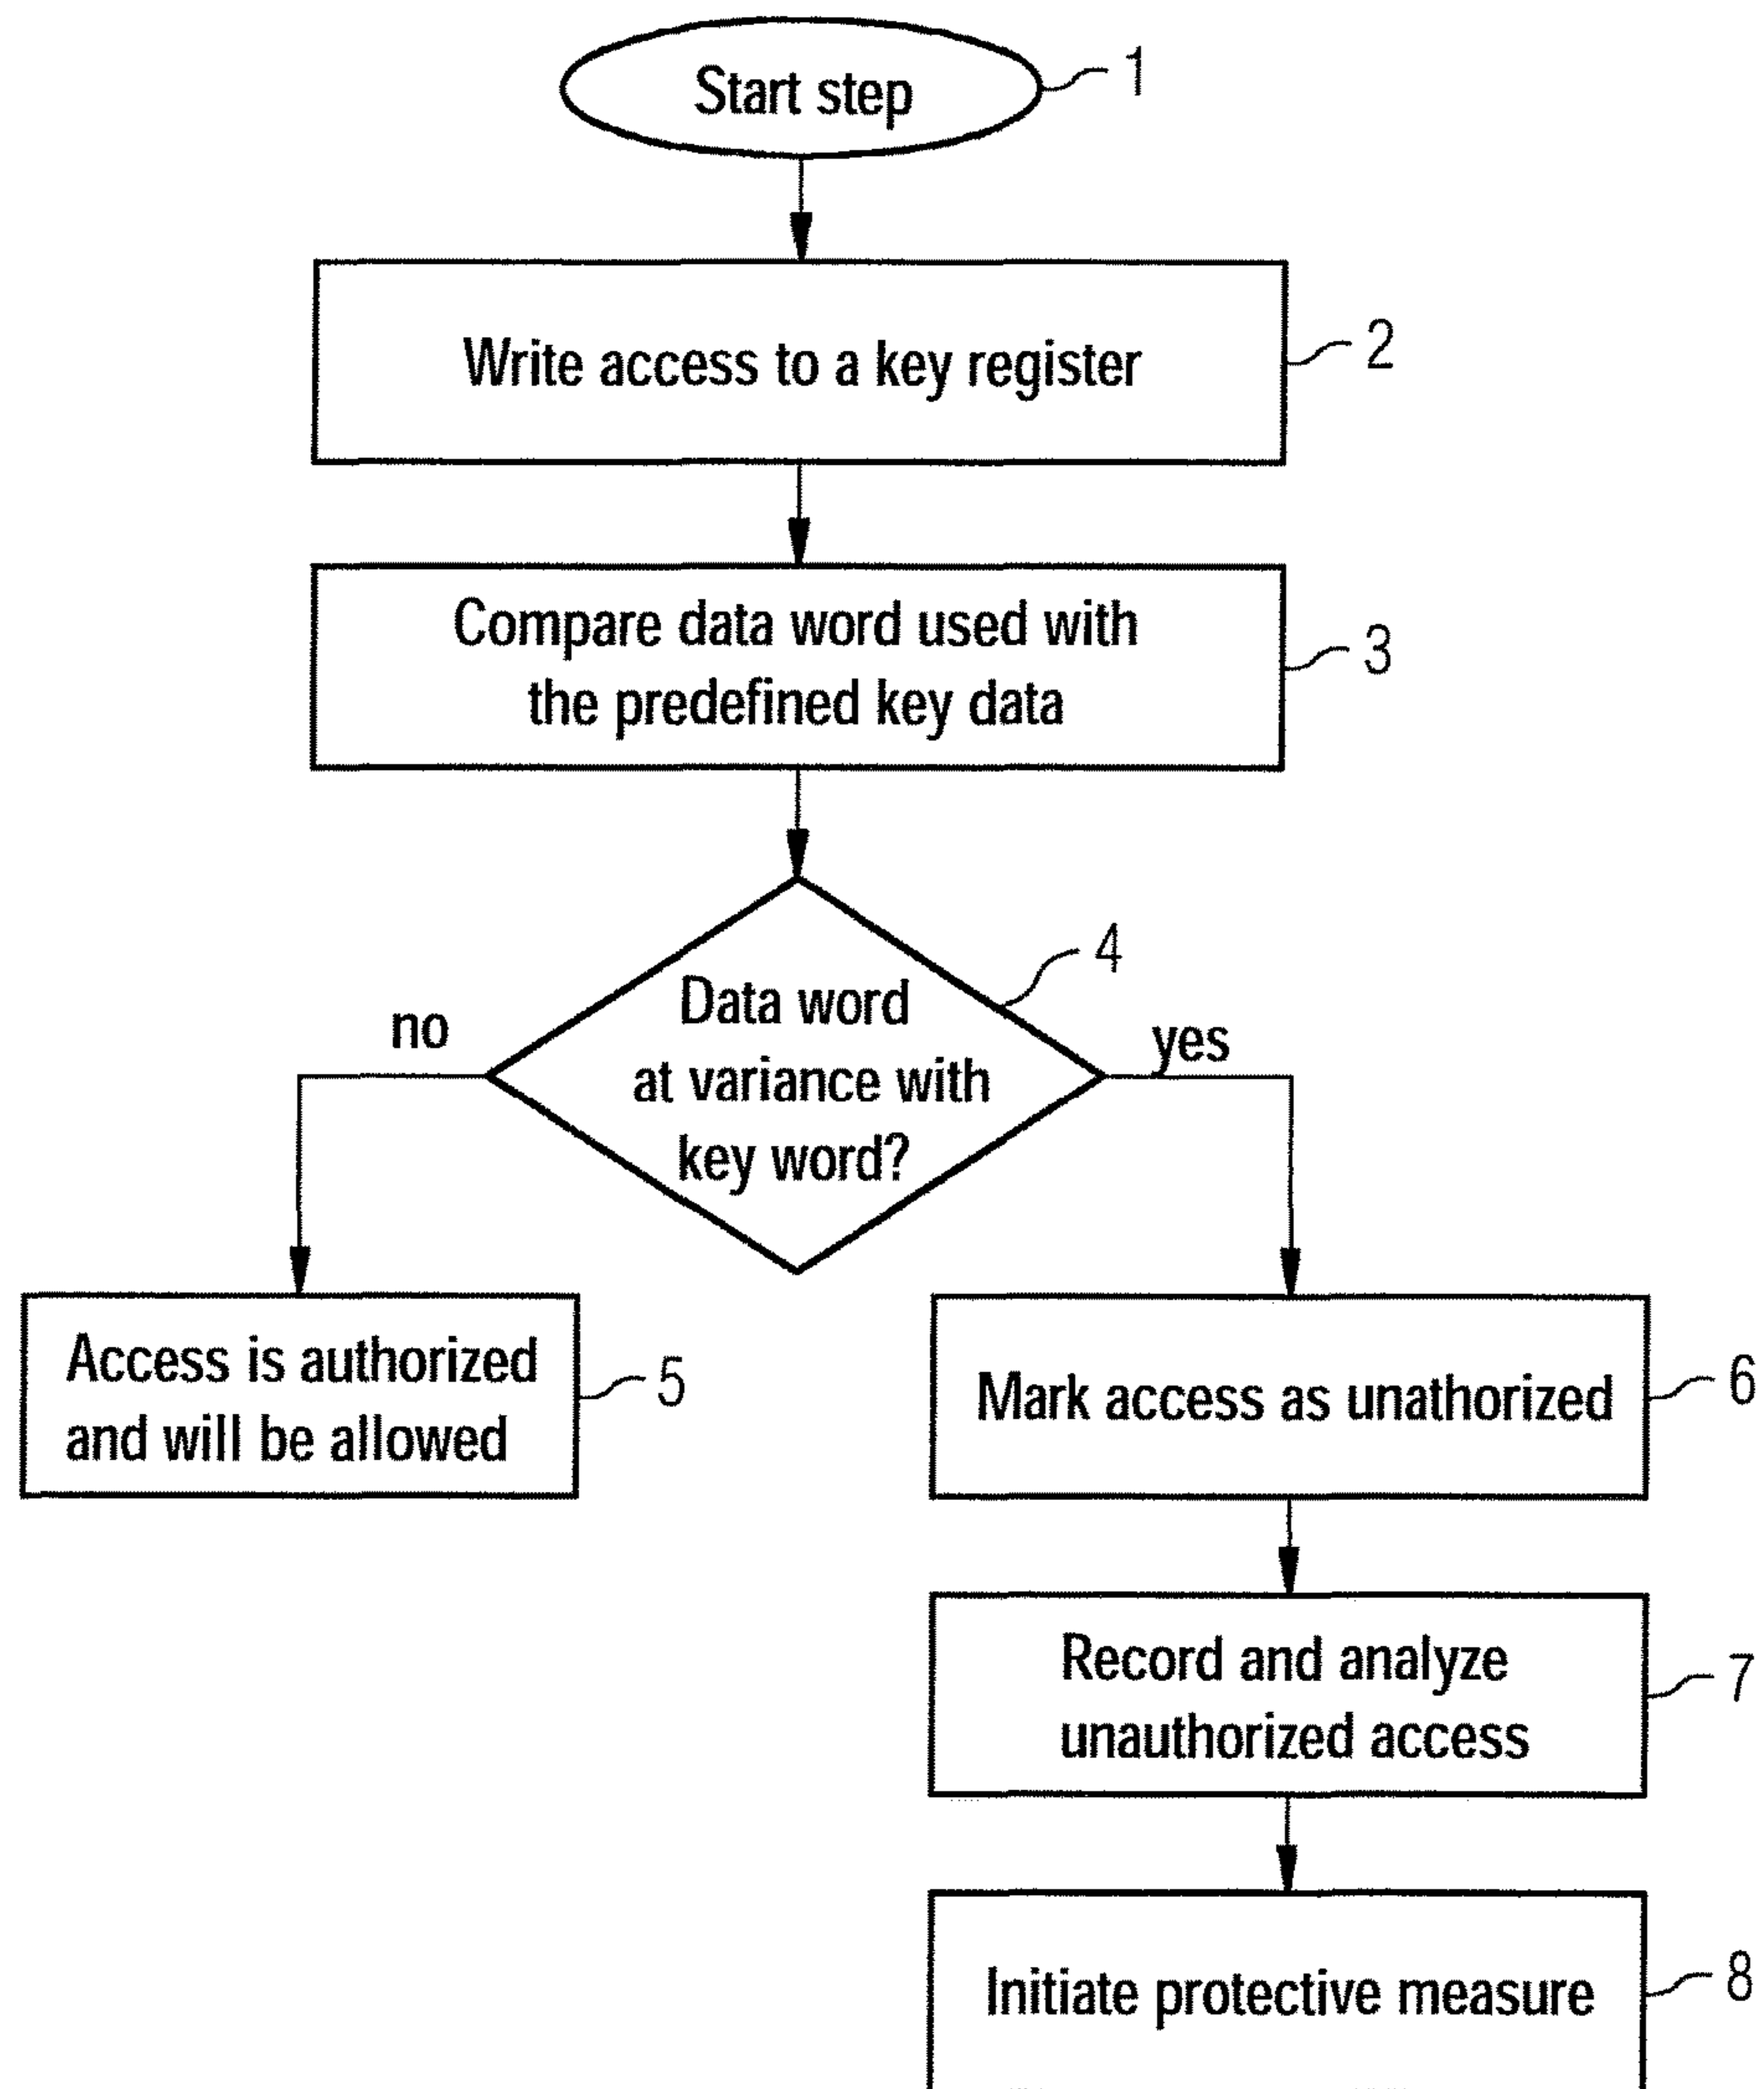 Start step
1
Write access to a key register
2
Compare data word used with
the predefined key data
3
4
Data word
at variance with
key word?
no
yes
Access is authorized
and will be allowed
5
Mark access as unathorized
6
Record and analyze
unauthorized access
7
Initiate protective measure
8